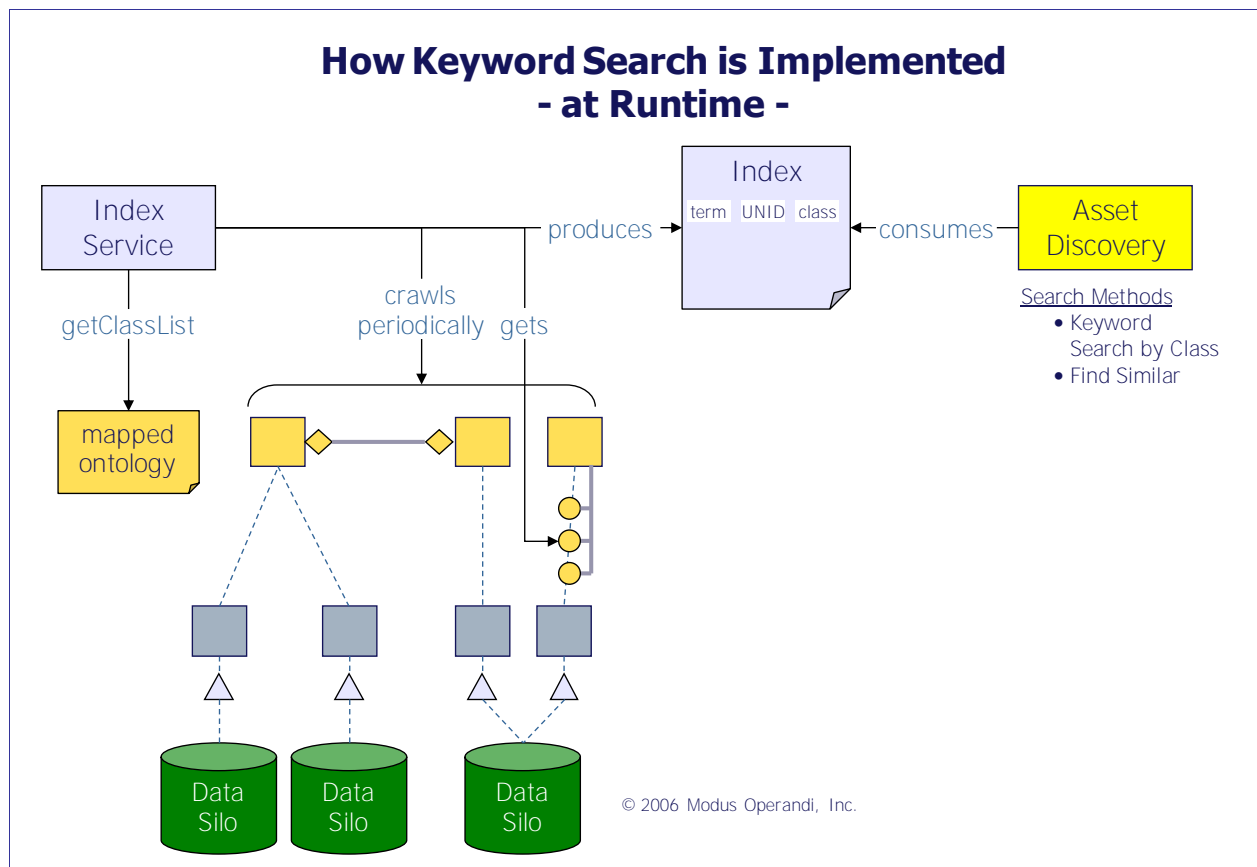 How Keyword Search is Implemented
- at Runtime -
Index
Service
produces
Index
term UNID class
consumes
Asset
Discovery
getClassList
crawls
periodically
gets
Search Methods
• Keyword
Search by Class
• Find Similar
mapped
ontology
Data
Silo
Data
Silo
Data
Silo
© 2006 Modus Operandi, Inc.